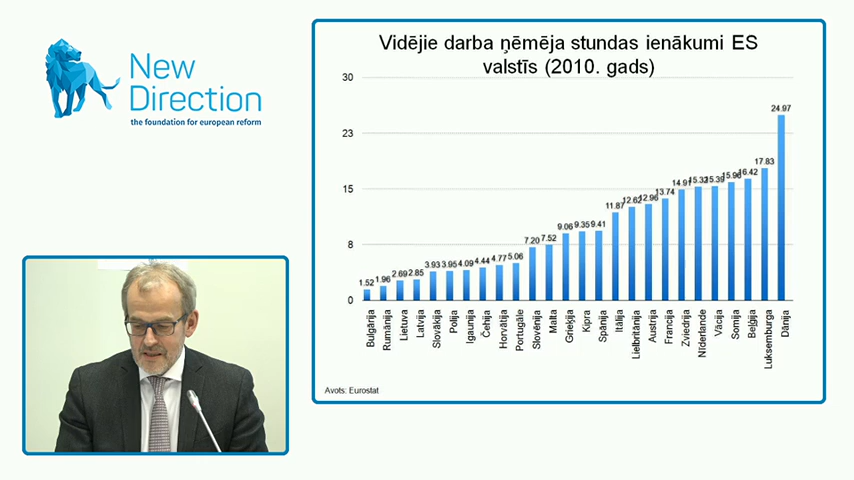 New
Direction
the foundation for european reform
Vidējie darba ņēmēja stundas ienākumi ES
valstīs (2010. gads)
30
23
15
8
0
1.52
1.96
2.69
2.85
3.93
3.95
4.09
4.44
4.77
5.06
7.20
7.52
9.06
9.35
9.41
11.87
12.62
12.96
13.74
14.91
15.32
15.39
15.96
16.42
17.83
24.97
Bulgārija
Rumānija
Lietuva
Latvija
Slovākija
Polija
Igaunija
Čehija
Horvātija
Portugāle
Slovēnija
Malta
Grieķija
Kipra
Spānija
Itālija
Lielbritānija
Austrija
Francija
Zviedrija
Nīderlande
Vācija
Somija
Beļģija
Luksemburga
Dānija
Avots: Eurostat